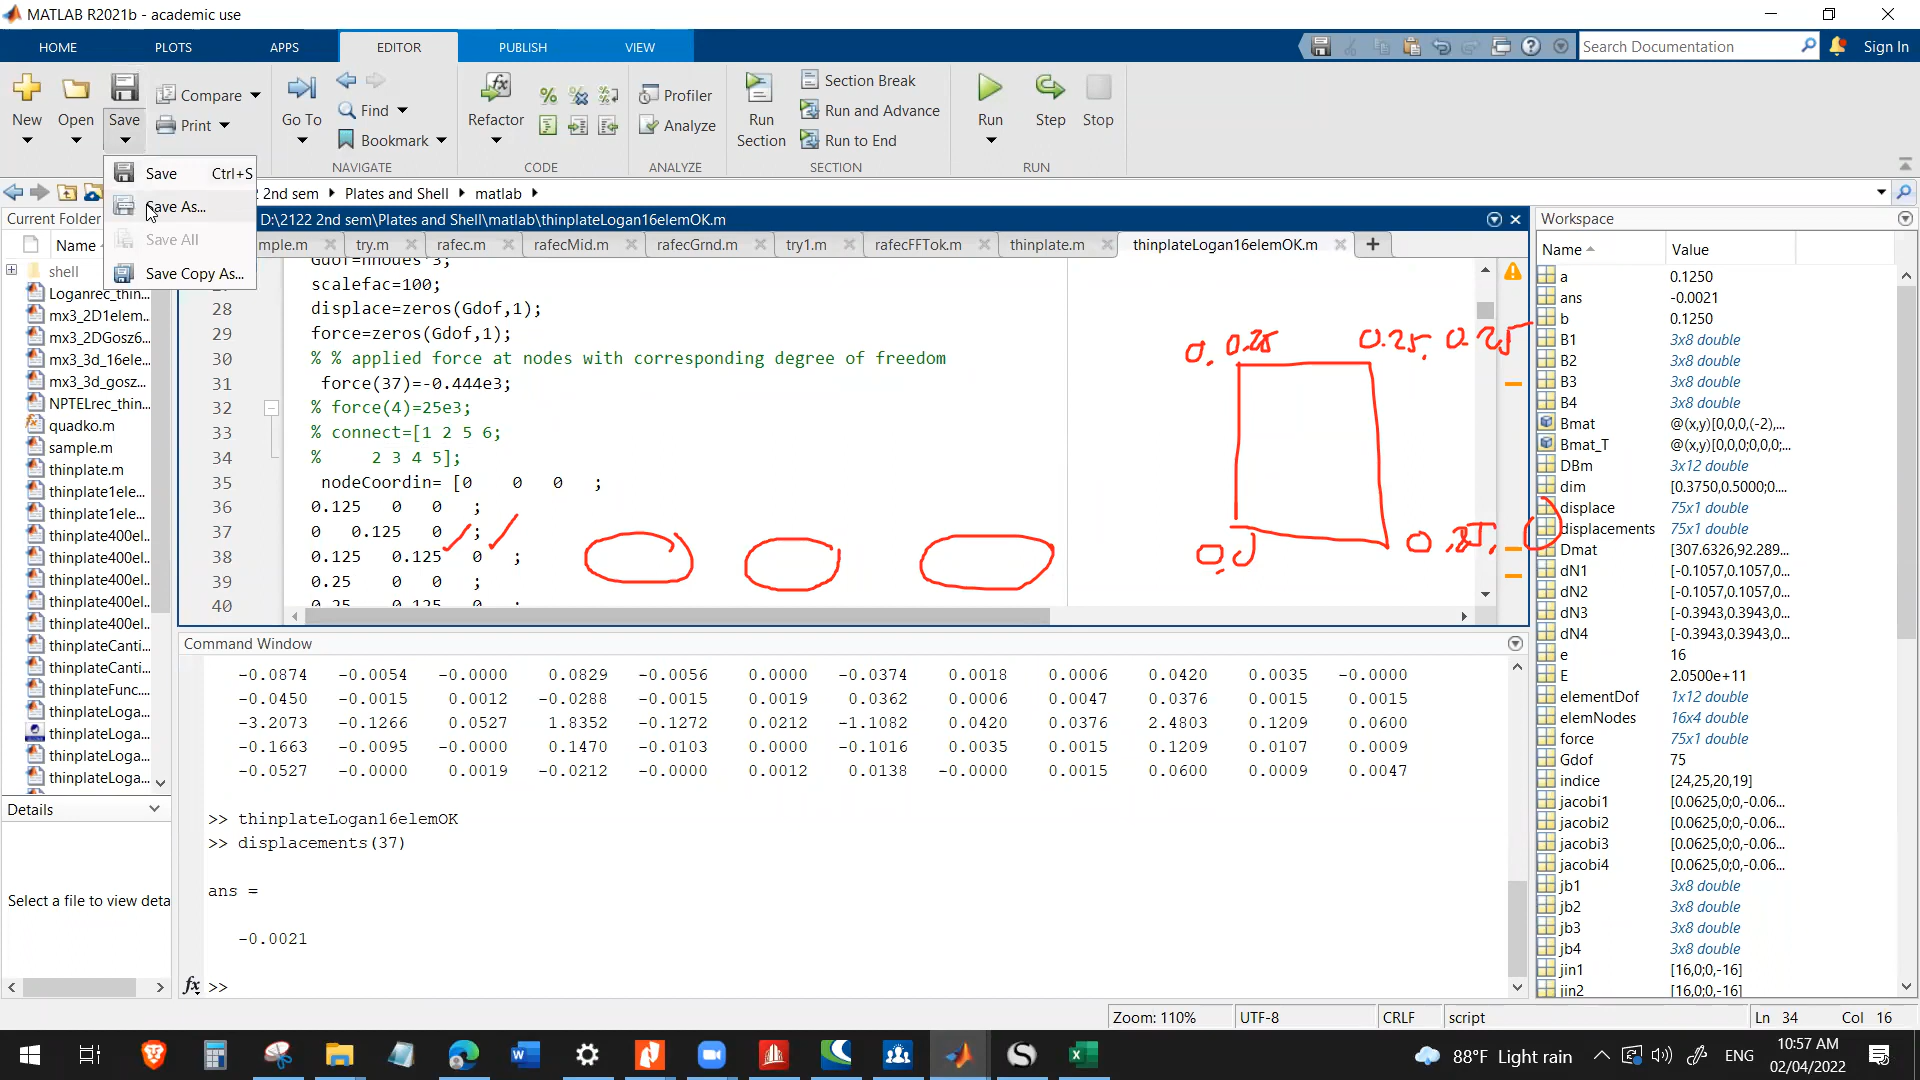 MATLAB R2021b - academic use
HOME PLOTS APPS EDITOR PUBLISH VIEW
Search Documentation Sign In
New Open Save Compare Print
Go To Find Bookmark
NAVIGATE
Refactor
CODE
Profiler
Analyze
ANALYZE
Run Section
Section Break
Run and Advance
Run to End
SECTION
Run Step Stop
RUN
Save Ctrl+S
Save As...
Save All
Save Copy As...
2nd sem Plates and Shell matlab
Current Folder
Name
shell
Loganrec_thin...
mx3_2D1elem...
mx3_2DGosz6...
mx3_3d_16ele...
mx3_3d_gosz...
NPTELrec_thin...
quadko.m
sample.m
thinplate.m
thinplate1ele...
thinplate1ele...
thinplate400el...
thinplate400el...
thinplate400el...
thinplate400el...
thinplate400el...
thinplateCanti...
thinplateCanti...
thinplateFunc...
thinplateLoga...
thinplateLoga...
thinplateLoga...
thinplateLoga...
Details
Select a file to view deta
D:\2122 2nd sem\Plates and Shell\matlab\thinplateLogan16elemOK.m
mple.m try.m rafec.m rafecMid.m rafecGrnd.m try1.m rafecFFTok.m thinplate.m thinplateLogan16elemOK.m
Gdof=nnodes*3;
scalefac=100;
28 displace=zeros(Gdof,1);
29 force=zeros(Gdof,1);
30 % % applied force at nodes with corresponding degree of freedom
31 force(37)=-0.444e3;
32 % force(4)=25e3;
33 % connect=[1 2 5 6;
34 % 2 3 4 5];
35 nodeCoordin= [0 0 0 ;
36 0.125 0 0 ;
37 0 0.125 0 ;
38 0.125 0.125 0 ;
39 0.25 0 0 ;
40 0.25 0.125 0 ;
0. 0.25 0.25. 0.25
0.0 0.25.
Command Window
-0.0874 -0.0054 -0.0000 0.0829 -0.0056 0.0000 -0.0374 0.0018 0.0006 0.0420 0.0035 -0.0000
-0.0450 -0.0015 0.0012 -0.0288 -0.0015 0.0019 0.0362 0.0006 0.0047 0.0376 0.0015 0.0015
-3.2073 -0.1266 0.0527 1.8352 -0.1272 0.0212 -1.1082 0.0420 0.0376 2.4803 0.1209 0.0600
-0.1663 -0.0095 -0.0000 0.1470 -0.0103 0.0000 -0.1016 0.0035 0.0015 0.1209 0.0107 0.0009
-0.0527 -0.0000 0.0019 -0.0212 -0.0000 0.0012 0.0138 -0.0000 0.0015 0.0600 0.0009 0.0047
>> thinplateLogan16elemOK
>> displacements(37)
ans =
-0.0021
fx >>
Workspace
Name Value
a 0.1250
ans -0.0021
b 0.1250
B1 3x8 double
B2 3x8 double
B3 3x8 double
B4 3x8 double
Bmat @(x,y)[0,0,0,(-2),...
Bmat_T @(x,y)[0,0,0;0,0,0;...
DBm 3x12 double
dim [0.3750,0.5000;0....
displace 75x1 double
displacements 75x1 double
Dmat [307.6326,92.289...
dN1 [-0.1057,0.1057,0...
dN2 [-0.1057,0.1057,0...
dN3 [-0.3943,0.3943,0...
dN4 [-0.3943,0.3943,0...
e 16
E 2.0500e+11
elementDof 1x12 double
elemNodes 16x4 double
force 75x1 double
Gdof 75
indice [24,25,20,19]
jacobi1 [0.0625,0;0,-0.06...
jacobi2 [0.0625,0;0,-0.06...
jacobi3 [0.0625,0;0,-0.06...
jacobi4 [0.0625,0;0,-0.06...
jb1 3x8 double
jb2 3x8 double
jb3 3x8 double
jb4 3x8 double
jin1 [16,0;0,-16]
jin2 [16,0;0,-16]
Zoom: 110% UTF-8 CRLF script Ln 34 Col 16
88°F Light rain ENG 10:57 AM
02/04/2022